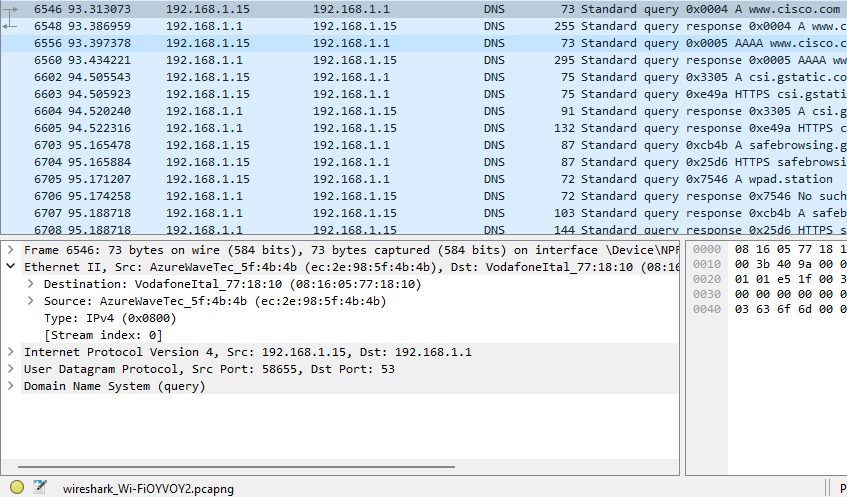 6546 93.313073 192.168.1.15 192.168.1.1 DNS 73 Standard query 0x0004 A www.cisco.com
6548 93.386959 192.168.1.1 192.168.1.15 DNS 255 Standard query response 0x0004 A www.c
6556 93.397378 192.168.1.15 192.168.1.1 DNS 73 Standard query 0x0005 AAAA www.cisco.c
6560 93.434221 192.168.1.1 192.168.1.15 DNS 295 Standard query response 0x0005 AAAA ww
6602 94.505543 192.168.1.15 192.168.1.1 DNS 75 Standard query 0x3305 A csi.gstatic.co
6603 94.505923 192.168.1.15 192.168.1.1 DNS 75 Standard query 0xe49a HTTPS csi.gstati
6604 94.520240 192.168.1.1 192.168.1.15 DNS 91 Standard query response 0x3305 A csi.g
6605 94.522316 192.168.1.1 192.168.1.15 DNS 132 Standard query response 0xe49a HTTPS c
6703 95.165478 192.168.1.15 192.168.1.1 DNS 87 Standard query 0xcb4b A safebrowsing.g
6704 95.165884 192.168.1.15 192.168.1.1 DNS 87 Standard query 0x25d6 HTTPS safebrowsi
6705 95.171207 192.168.1.15 192.168.1.1 DNS 72 Standard query 0x7546 A wpad.station
6706 95.174258 192.168.1.1 192.168.1.15 DNS 72 Standard query response 0x7546 No such
6707 95.188718 192.168.1.1 192.168.1.15 DNS 103 Standard query response 0xcb4b A safeb
6708 95.188718 192.168.1.1 192.168.1.15 DNS 144 Standard query response 0x25d6 HTTPS s
Frame 6546: 73 bytes on wire (584 bits), 73 bytes captured (584 bits) on interface \Device\NPF
Ethernet II, Src: AzureWaveTec_5f:4b:4b (ec:2e:98:5f:4b:4b), Dst: VodafoneItal_77:18:10 (08:16
Destination: VodafoneItal_77:18:10 (08:16:05:77:18:10)
Source: AzureWaveTec_5f:4b:4b (ec:2e:98:5f:4b:4b)
Type: IPv4 (0x0800)
[Stream index: 0]
Internet Protocol Version 4, Src: 192.168.1.15, Dst: 192.168.1.1
User Datagram Protocol, Src Port: 58655, Dst Port: 53
Domain Name System (query)
0000 08 16 05 77 18 1
0010 00 3b 40 9a 00 0
0020 01 01 e5 1f 00 3
0030 00 00 00 00 00 0
0040 03 63 6f 6d 00 0
wireshark_Wi-FiOYVOY2.pcapng
P